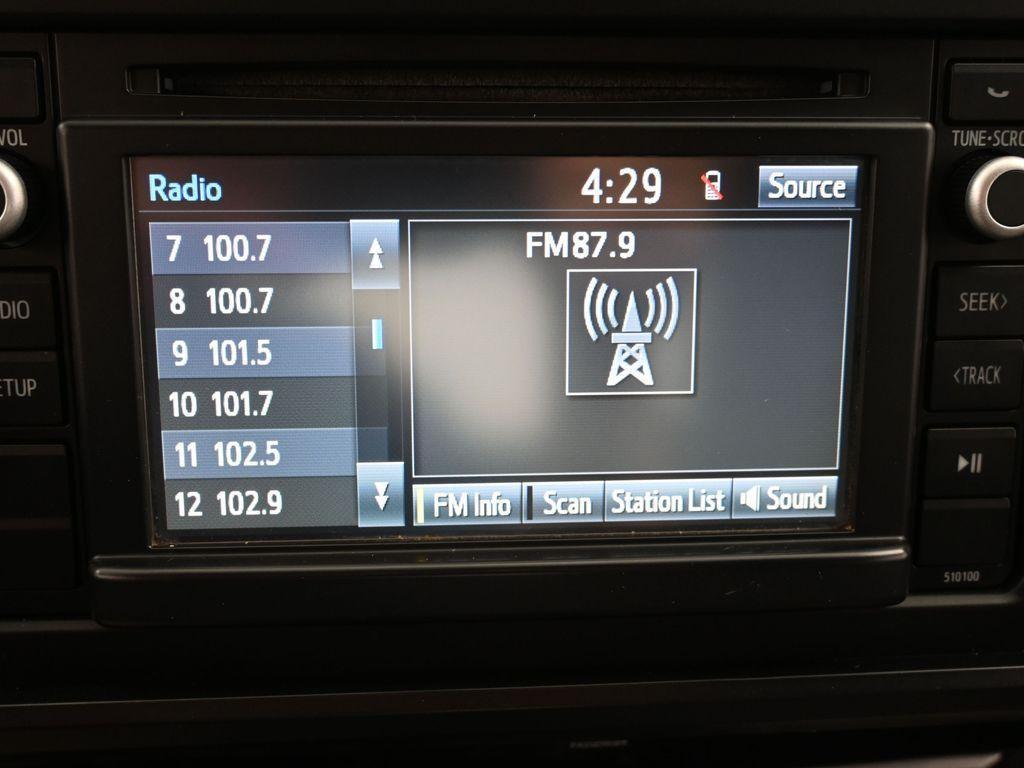 VOL
TUNE•SCRO
Radio
4:29
Source
7 100.7
FM87.9
8 100.7
DIO
SEEK>
9 101.5
ETUP
<TRACK
10 101.7
11 102.5
12 102.9
FM Info
Scan
Station List
Sound
510100